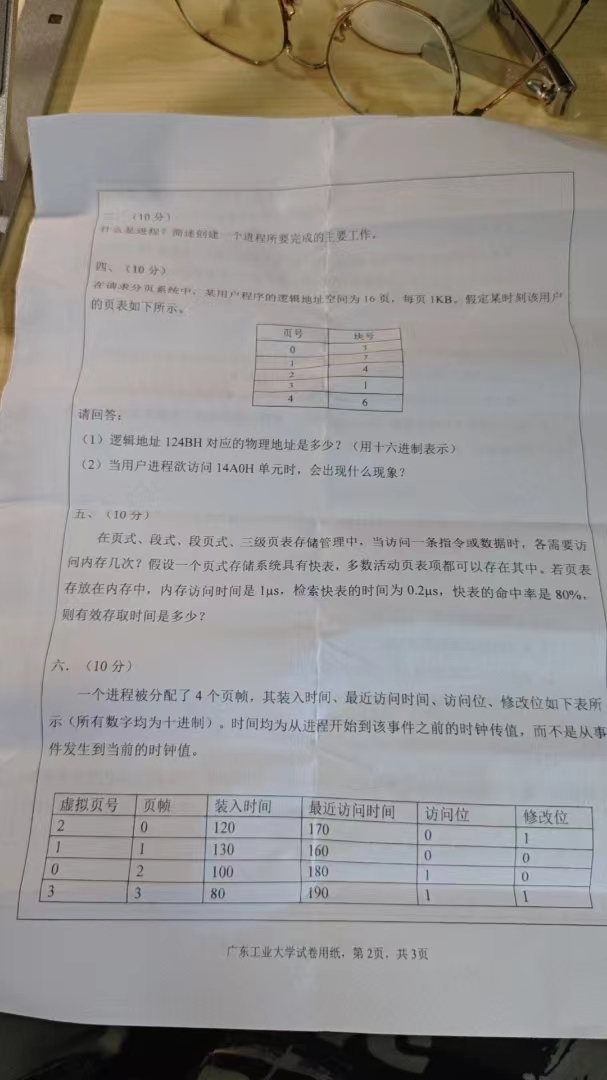 二、（10 分）
什么是进程？简述创建一个进程所要完成的主要工作。
四、（10 分）
在请求分页系统中，某用户程序的逻辑地址空间为 16 页，每页 1KB。假定某时刻该用户
的页表如下所示。
页号 块号
0
1 7
2 4
3 1
4 6
请回答：
（1）逻辑地址 124BH 对应的物理地址是多少？（用十六进制表示）
（2）当用户进程欲访问 14A0H 单元时，会出现什么现象？
五、（10 分）
在页式、段式、段页式、三级页表存储管理中，当访问一条指令或数据时，各需要访
问内存几次？假设一个页式存储系统具有快表，多数活动页表项都可以存在其中。若页表
存放在内存中，内存访问时间是 1μs，检索快表的时间为 0.2μs，快表的命中率是 80%，
则有效存取时间是多少？
六、（10 分）
一个进程被分配了 4 个页帧，其装入时间、最近访问时间、访问位、修改位如下表所
示（所有数字均为十进制）。时间均为从进程开始到该事件之前的时钟传值，而不是从事
件发生到当前的时钟值。
虚拟页号 页帧 装入时间 最近访问时间 访问位 修改位
2 0 120 170 0 1
1 1 130 160 0 0
0 2 100 180 1 0
3 3 80 190 1 1
广东工业大学试卷用纸，第 2页，共 3页